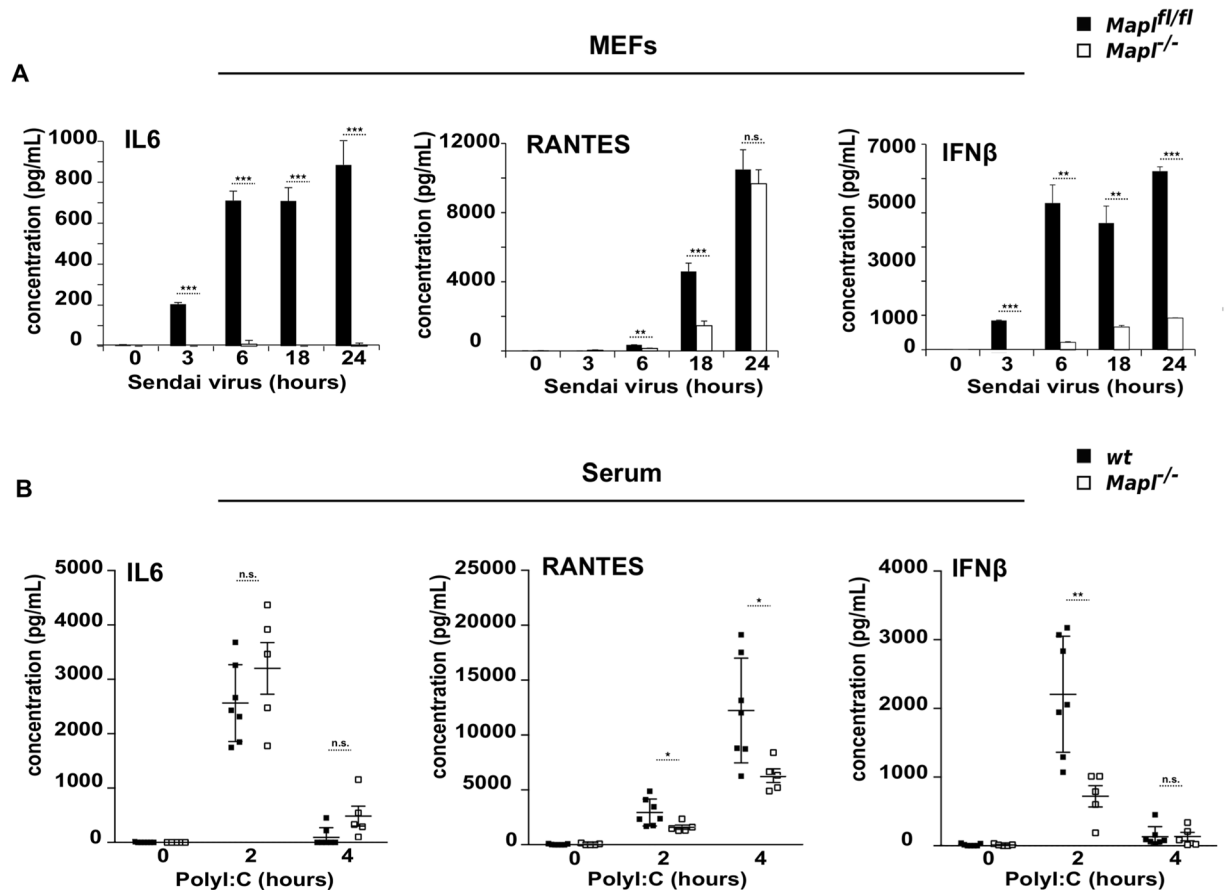 ■ Mapl^fl/fl
□ Mapl^-/-
MEFs
A
IL6
concentration (pg/mL)
1000
800
600
400
200
0
***
***
***
***
0 3 6 18 24
Sendai virus (hours)
RANTES
concentration (pg/mL)
12000
8000
4000
0
**
***
n.s.
0 3 6 18 24
Sendai virus (hours)
IFNβ
concentration (pg/mL)
7000
5000
3000
1000
0
***
**
**
***
0 3 6 18 24
Sendai virus (hours)
■ wt
□ Mapl^-/-
Serum
B
IL6
concentration (pg/mL)
5000
4000
3000
2000
1000
0
n.s.
n.s.
0 2 4
PolyI:C (hours)
RANTES
concentration (pg/mL)
25000
20000
15000
10000
5000
0
*
*
0 2 4
PolyI:C (hours)
IFNβ
concentration (pg/mL)
4000
3000
2000
1000
0
**
n.s.
0 2 4
PolyI:C (hours)